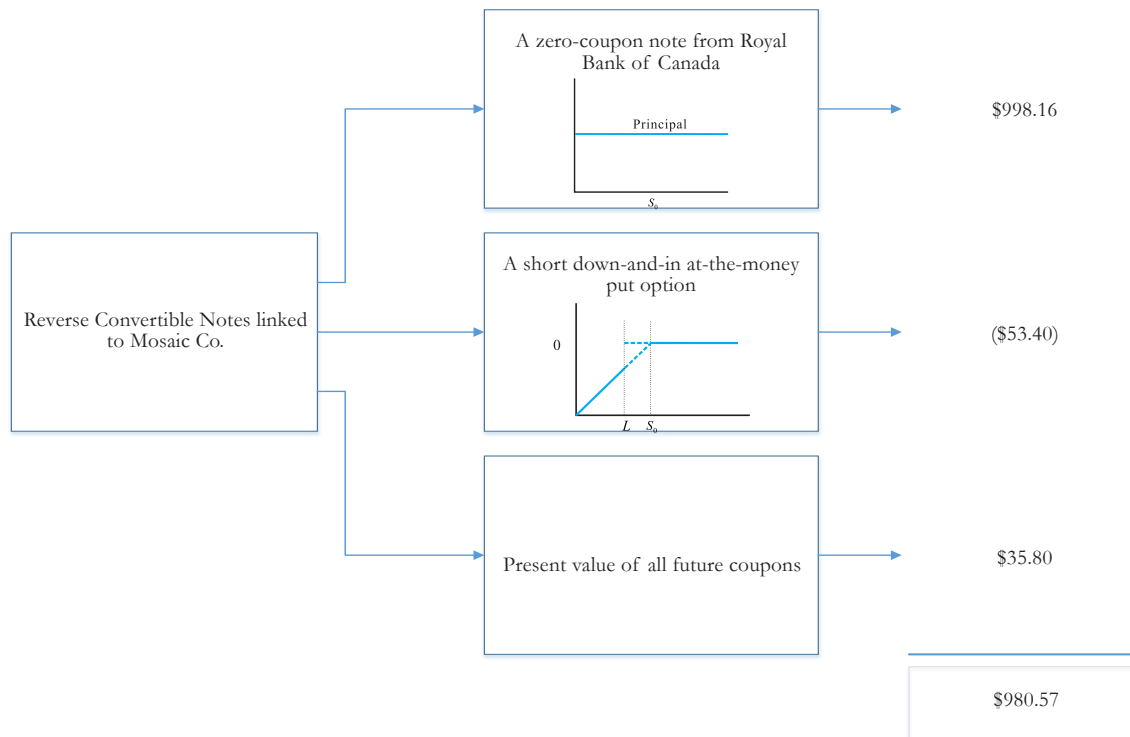 A zero-coupon note from Royal
Bank of Canada
Principal
S₀
$998.16
Reverse Convertible Notes linked
to Mosaic Co.
A short down-and-in at-the-money
put option
0
L S₀
($53.40)
Present value of all future coupons
$35.80
$980.57